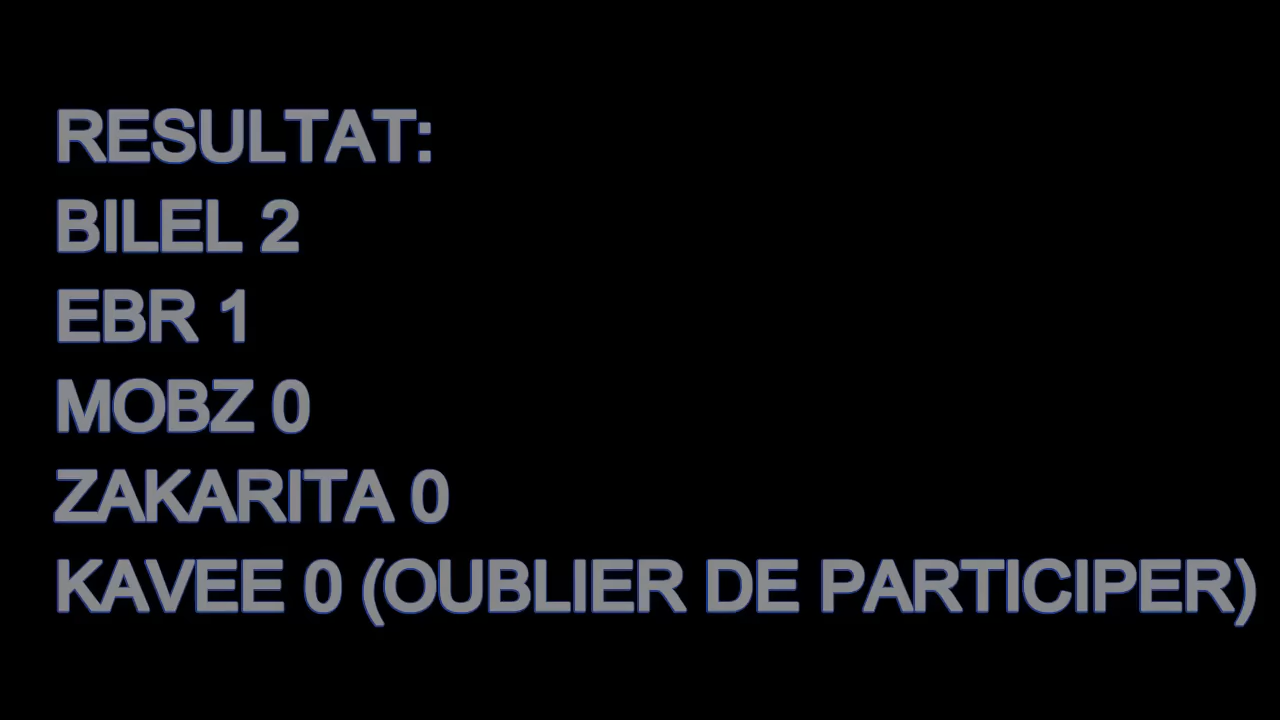 RESULTAT:
BILEL 2
EBR 1
MOBZ 0
ZAKARITA 0
KAVEE 0 (OUBLIER DE PARTICIPER)